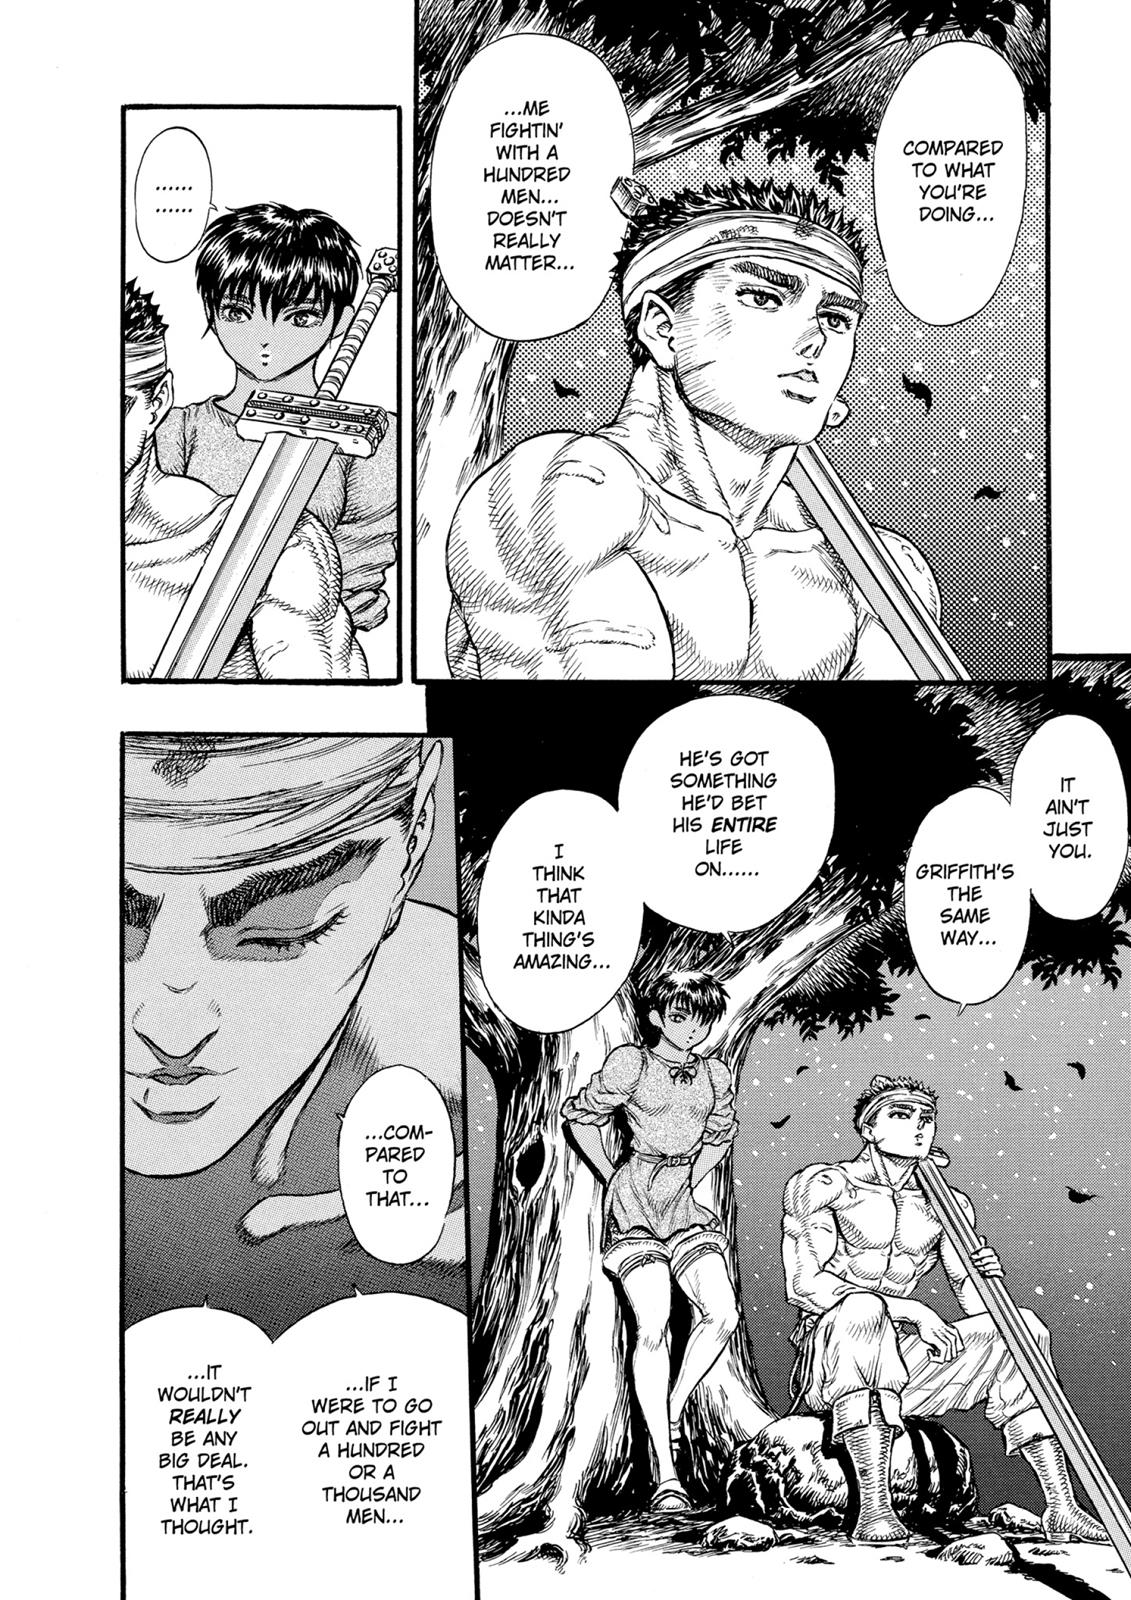 COMPARED
TO WHAT
YOU'RE
DOING...
...ME
FIGHTIN'
WITH A
HUNDRED
MEN...
DOESN'T
REALLY
MATTER...
......
......
IT
AIN'T
JUST
YOU.
GRIFFITH'S
THE
SAME
WAY...
HE'S GOT
SOMETHING
HE'D BET
HIS ENTIRE
LIFE
ON......
I
THINK
THAT
KINDA
THING'S
AMAZING...
...COM-
PARED
TO
THAT...
...IF I
WERE TO GO
OUT AND FIGHT
A HUNDRED
OR A
THOUSAND
MEN...
...IT
WOULDN'T
REALLY
BE ANY
BIG DEAL.
THAT'S
WHAT I
THOUGHT.